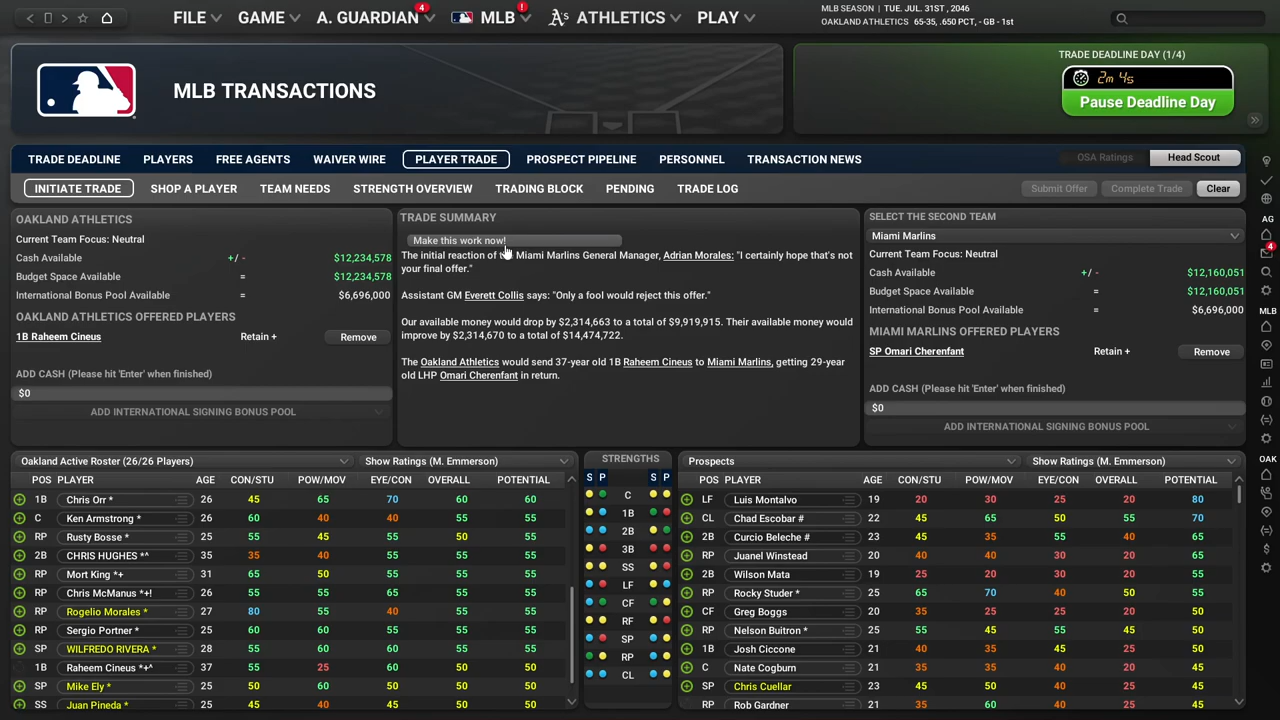 FILE GAME A. GUARDIAN 4 MLB ! ATHLETICS PLAY
MLB SEASON | TUE. JUL. 31ST , 2046
OAKLAND ATHLETICS 65-35, .650 PCT, - GB - 1st
MLB TRANSACTIONS
TRADE DEADLINE DAY (1/4)
2m 4s
Pause Deadline Day
TRADE DEADLINE PLAYERS FREE AGENTS WAIVER WIRE PLAYER TRADE PROSPECT PIPELINE PERSONNEL TRANSACTION NEWS OSA Ratings Head Scout
INITIATE TRADE SHOP A PLAYER TEAM NEEDS STRENGTH OVERVIEW TRADING BLOCK PENDING TRADE LOG Submit Offer Complete Trade Clear
OAKLAND ATHLETICS
Current Team Focus: Neutral
Cash Available +/ - $12,234,578
Budget Space Available = $12,234,578
International Bonus Pool Available = $6,696,000
OAKLAND ATHLETICS OFFERED PLAYERS
1B Raheem Cineus Retain + Remove
ADD CASH (Please hit 'Enter' when finished)
$0
ADD INTERNATIONAL SIGNING BONUS POOL
TRADE SUMMARY
Make this work now!
The initial reaction of the Miami Marlins General Manager, Adrian Morales: "I certainly hope that's not
your final offer."
Assistant GM Everett Collis says: "Only a fool would reject this offer."
Our available money would drop by $2,314,663 to a total of $9,919,915. Their available money would
improve by $2,314,670 to a total of $14,474,722.
The Oakland Athletics would send 37-year old 1B Raheem Cineus to Miami Marlins, getting 29-year
old LHP Omari Cherenfant in return.
SELECT THE SECOND TEAM
Miami Marlins
Current Team Focus: Neutral
Cash Available +/ - $12,160,051
Budget Space Available = $12,160,051
International Bonus Pool Available = $6,696,000
MIAMI MARLINS OFFERED PLAYERS
SP Omari Cherenfant Retain + Remove
ADD CASH (Please hit 'Enter' when finished)
$0
ADD INTERNATIONAL SIGNING BONUS POOL
Oakland Active Roster (26/26 Players) Show Ratings (M. Emmerson)
POS PLAYER AGE CON/STU POW/MOV EYE/CON OVERALL POTENTIAL
1B Chris Orr * 26 45 65 70 60 60
C Ken Armstrong * 26 60 40 40 55 55
RP Rusty Bosse * 25 55 45 55 50 55
2B CHRIS HUGHES *^ 35 35 40 55 55 55
RP Mort King *+ 31 65 50 60 55 55
RP Chris McManus *+! 26 55 65 40 55 55
RP Rogelio Morales * 27 80 55 40 55 55
RP Sergio Portner * 25 60 60 55 55 55
SP WILFREDO RIVERA * 28 55 60 55 55 55
1B Raheem Cineus *+^ 37 55 25 60 50 50
SP Mike Ely * 25 50 60 45 50 50
SS Juan Pineda * 25 45 40 45 50 50
STRENGTHS
S P S P
C
1B
2B
3B
SS
LF
CF
RF
SP
RP
CL
Prospects Show Ratings (M. Emmerson)
POS PLAYER AGE CON/STU POW/MOV EYE/CON OVERALL POTENTIAL
LF Luis Montalvo 19 20 30 25 20 80
CL Chad Escobar # 22 45 65 50 55 70
2B Curcio Beleche # 23 45 35 55 40 65
RP Juanel Winstead 20 40 40 30 20 65
2B Wilson Mata 19 25 35 35 20 55
RP Rocky Studer * 25 65 70 40 50 55
CF Greg Boggs 20 35 25 25 20 50
RP Nelson Buitron * 25 55 45 55 45 50
1B Josh Ciccone 21 40 35 45 30 50
C Nate Cogburn 21 35 35 40 20 45
SP Chris Cuellar 23 45 50 40 25 45
RP Rob Gardner 21 35 60 40 25 45
AG
4
MLB
OAK